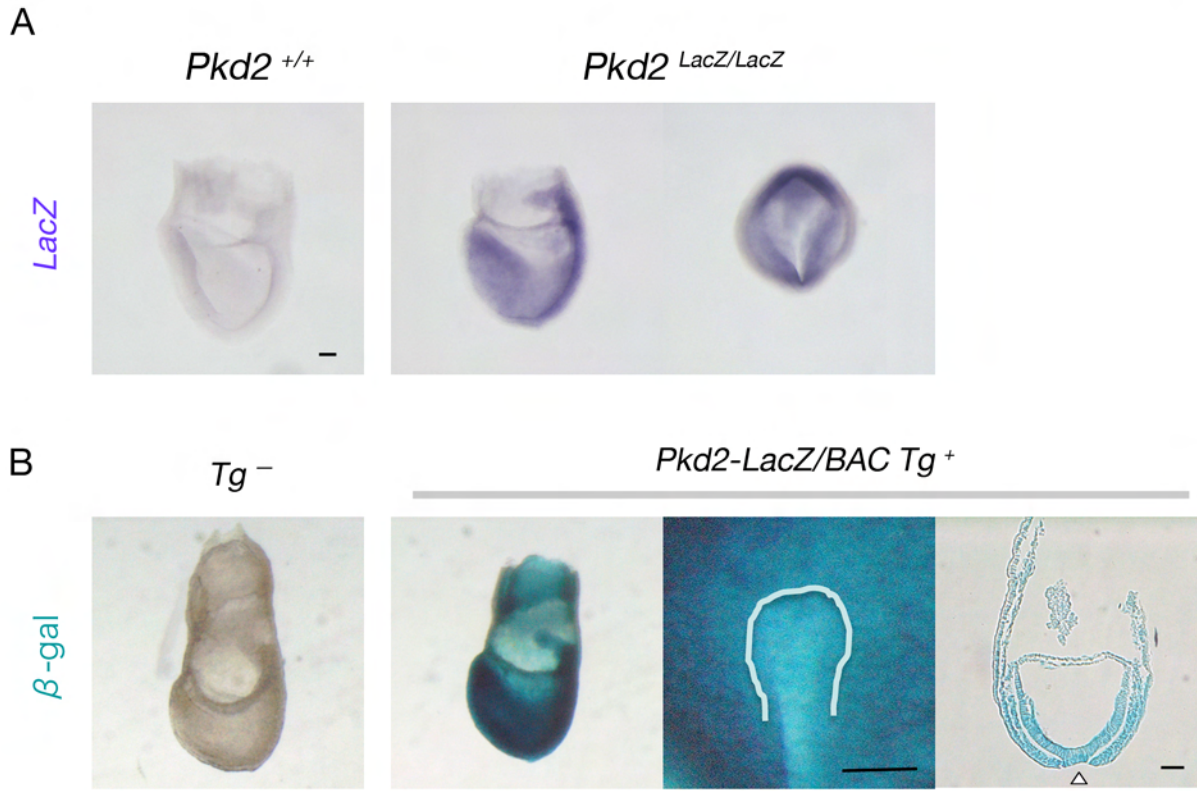 A
Pkd2 +/+
Pkd2 LacZ/LacZ
LacZ
B
Tg −
Pkd2-LacZ/BAC Tg +
β-gal